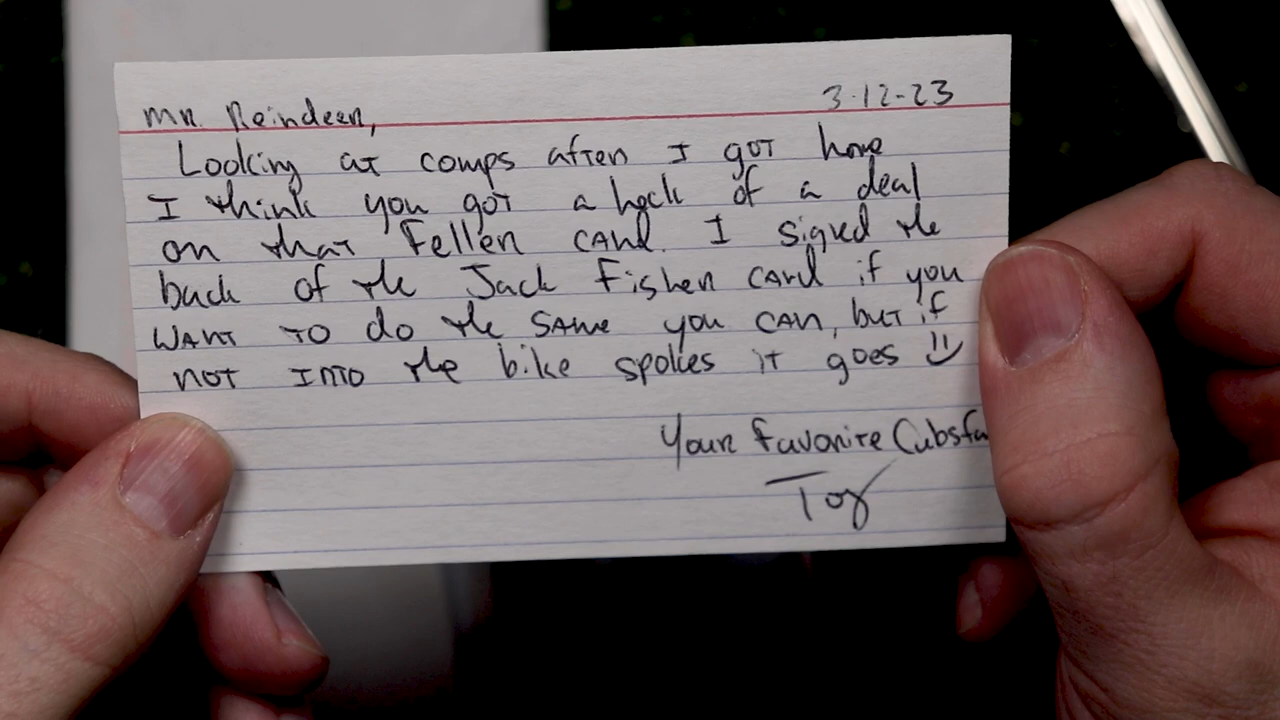 Mr. Reindeer,
3-12-23
Looking at comps after I got home
I think you got a heck of a deal
on that Feller card. I signed the
back of the Jack Fisher card if you
want to do the same you can, but if
not into the bike spokes it goes
Your favorite Cubsfa